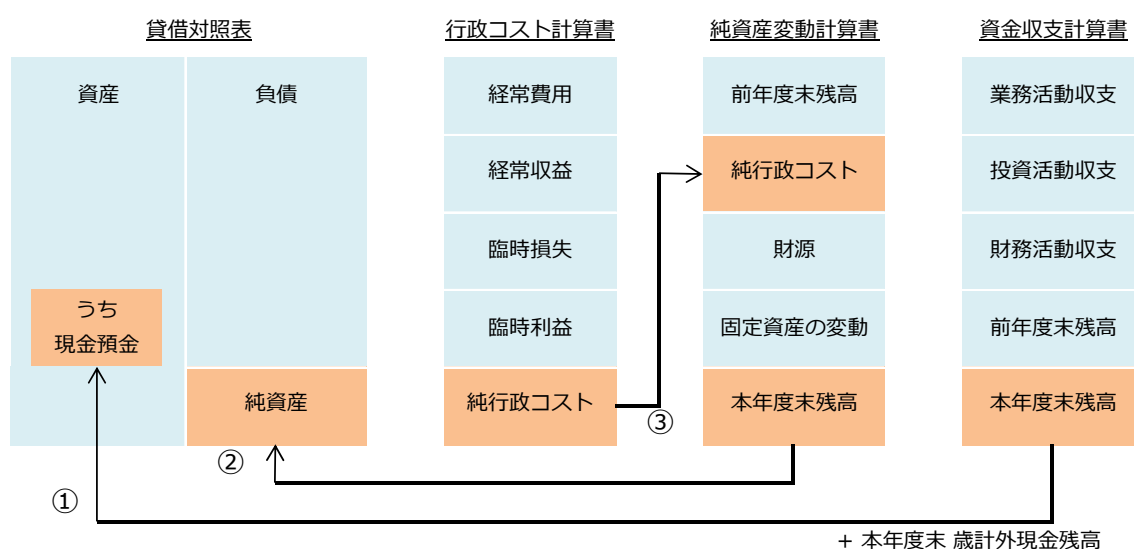 貸借対照表
資産
負債
うち
現金預金
純資産
行政コスト計算書
経常費用
経常収益
臨時損失
臨時利益
純行政コスト
純資産変動計算書
前年度末残高
純行政コスト
財源
固定資産の変動
本年度末残高
資金収支計算書
業務活動収支
投資活動収支
財務活動収支
前年度末残高
本年度末残高
③
②
①
+ 本年度末 歳計外現金残高